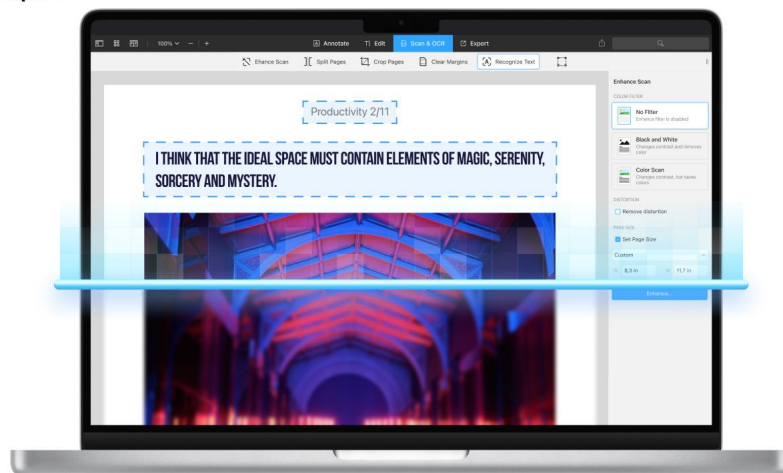 100%
Annotate
Edit
Scan & OCR
Export
Ehance Scan
Split Pages
Crop Pages
Clear Margins
Recognize Text
Productivity 2/11
I THINK THAT THE IDEAL SPACE MUST CONTAIN ELEMENTS OF MAGIC, SERENITY,
SORCERY AND MYSTERY.
Enhance Scan
COLOR FILTER
No Filter
Enhance filter is disabled
Black and White
Changes contrast and removes
color
Color Scan
Changes contrast, but saves
colors
DISTORTION
Remove distortion
PAGE SIZE
Set Page Size
Custom
8,3 in
11,7 in
Enhance...